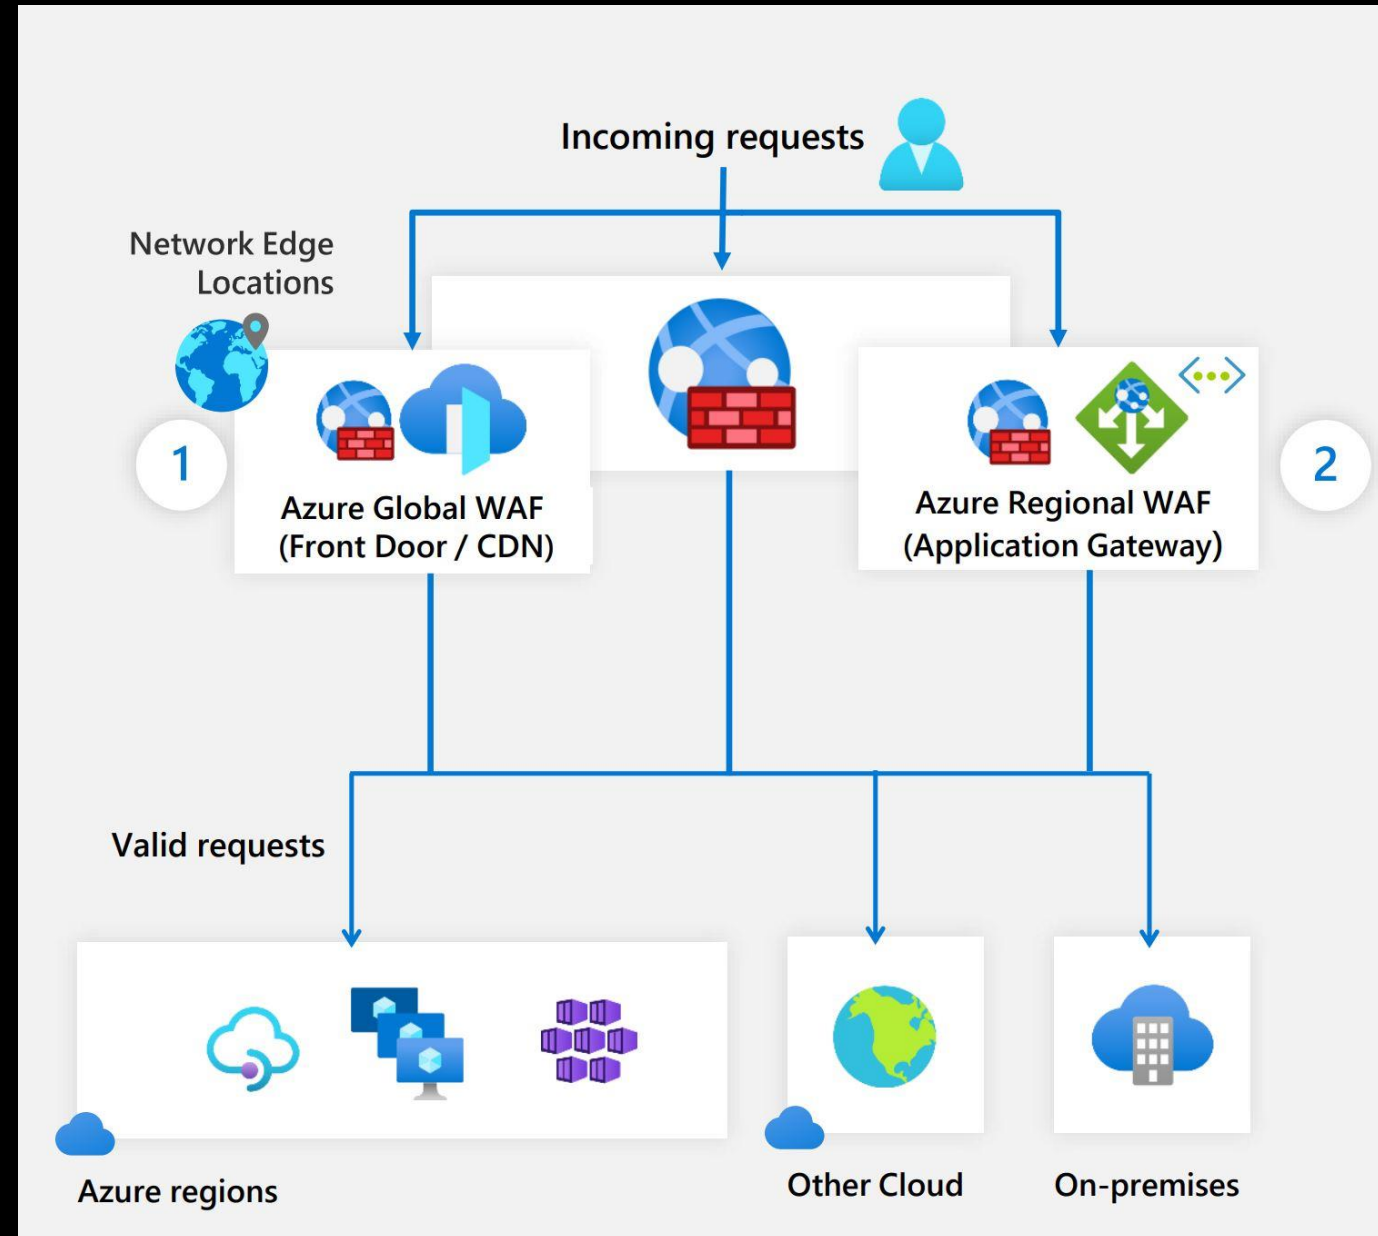 Incoming requests
Network Edge
Locations
1
Azure Global WAF
(Front Door / CDN)
Azure Regional WAF
(Application Gateway)
2
Valid requests
Azure regions
Other Cloud
On-premises